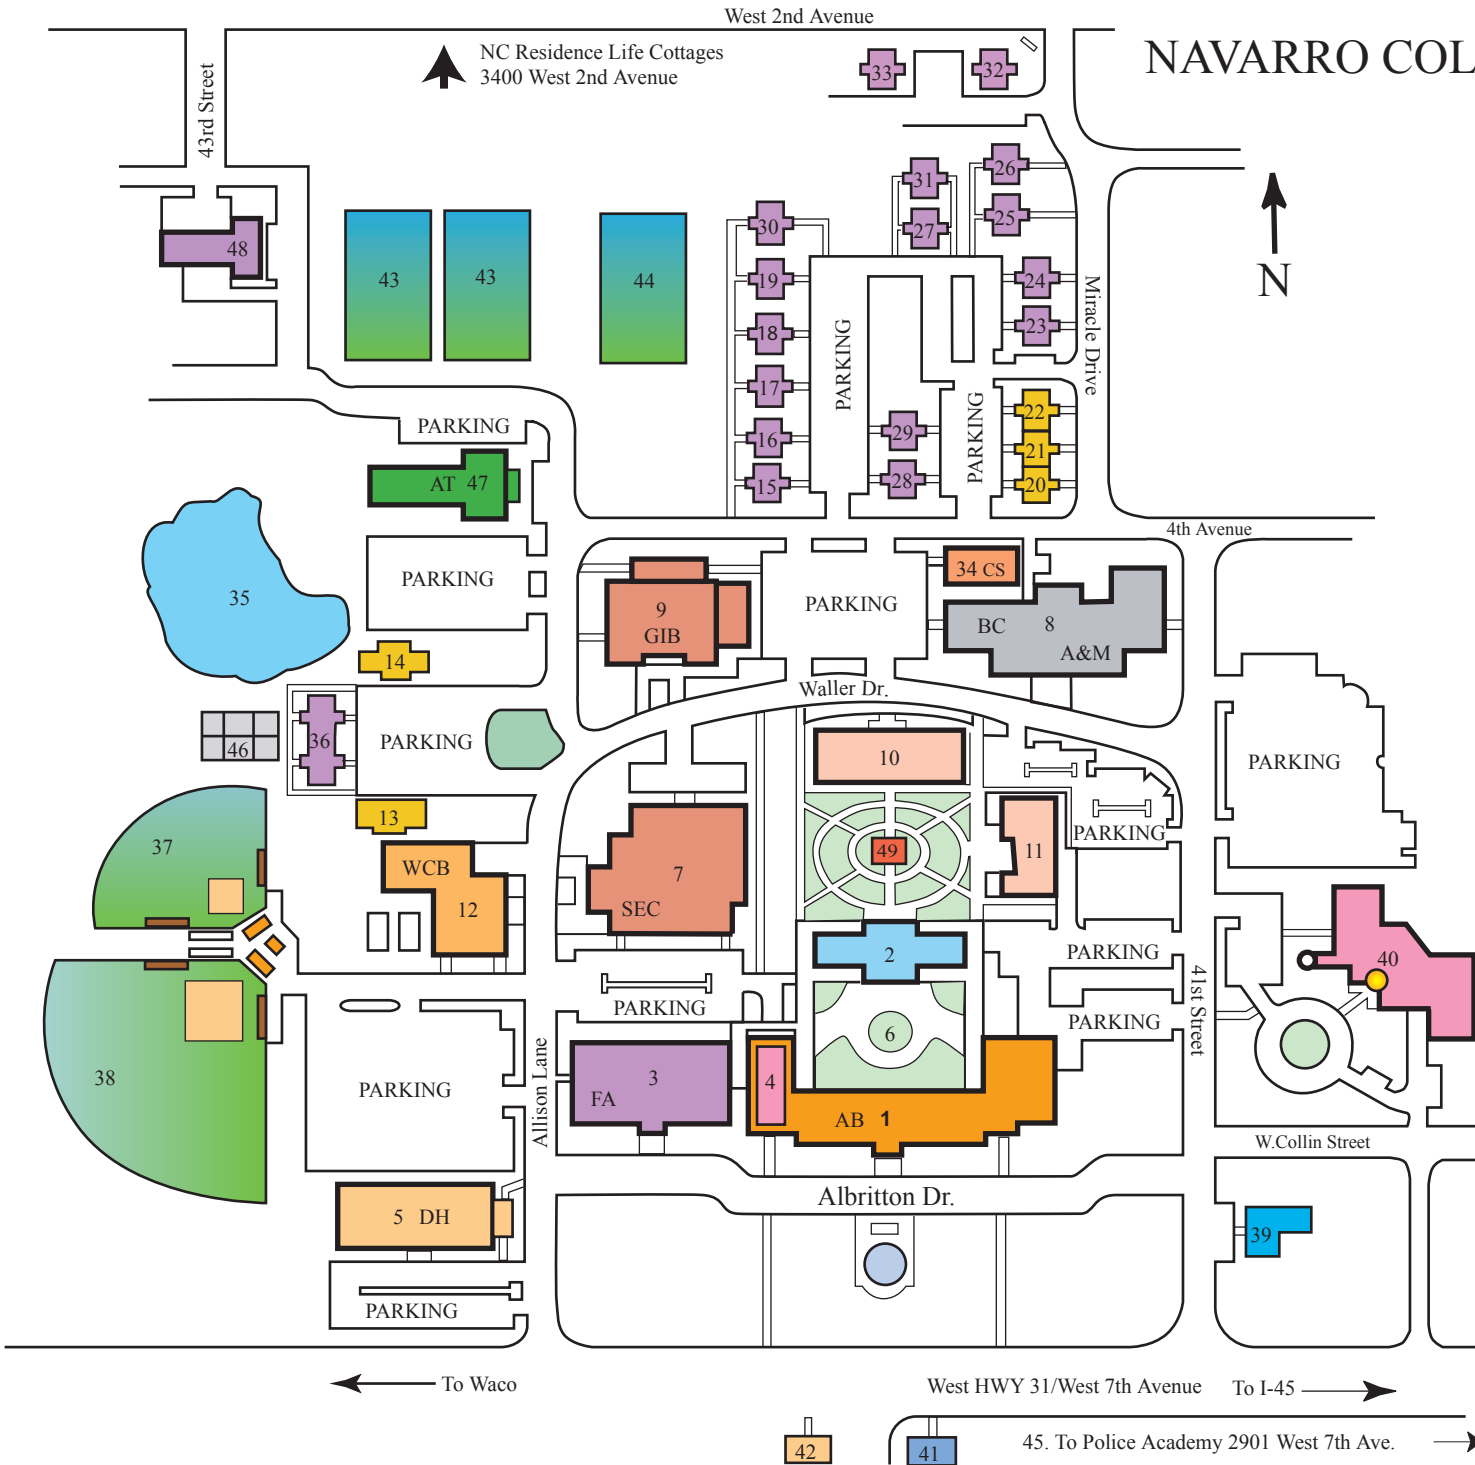 West 2nd Avenue
NAVARRO COL
NC Residence Life Cottages
3400 West 2nd Avenue
43rd Street
33
32
31
26
30
27
25
48
43
43
44
19
24
18
23
Miracle Drive
PARKING
17
22
PARKING
PARKING
16
29
21
15
28
20
AT 47
N
4th Avenue
35
PARKING
9
GIB
PARKING
34 CS
BC 8
A&M
14
Waller Dr.
46
36
PARKING
10
PARKING
13
37
WCB
12
7
SEC
49
11
PARKING
2
PARKING
40
41st Street
PARKING
6
PARKING
38
PARKING
Allison Lane
3
FA
4
AB 1
W.Collin Street
5 DH
Albritton Dr.
39
PARKING
To Waco
West HWY 31/West 7th Avenue To I-45
42
41
45. To Police Academy 2901 West 7th Ave.